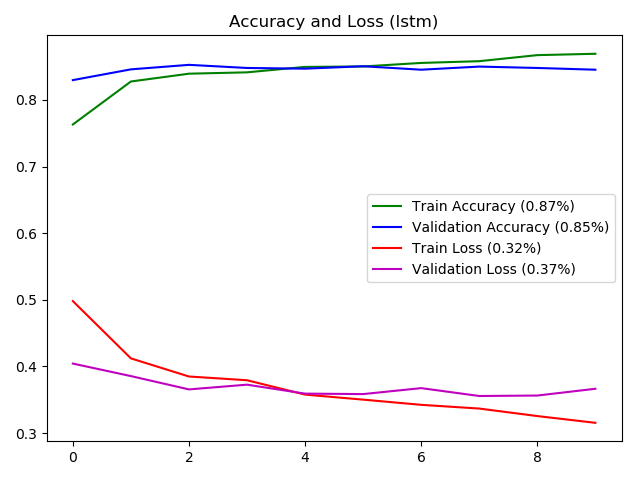 Accuracy and Loss (lstm)
0.8
0.7
0.6
0.5
0.4
0.3
Train Accuracy (0.87%)
Validation Accuracy (0.85%)
Train Loss (0.32%)
Validation Loss (0.37%)
0 2 4 6 8